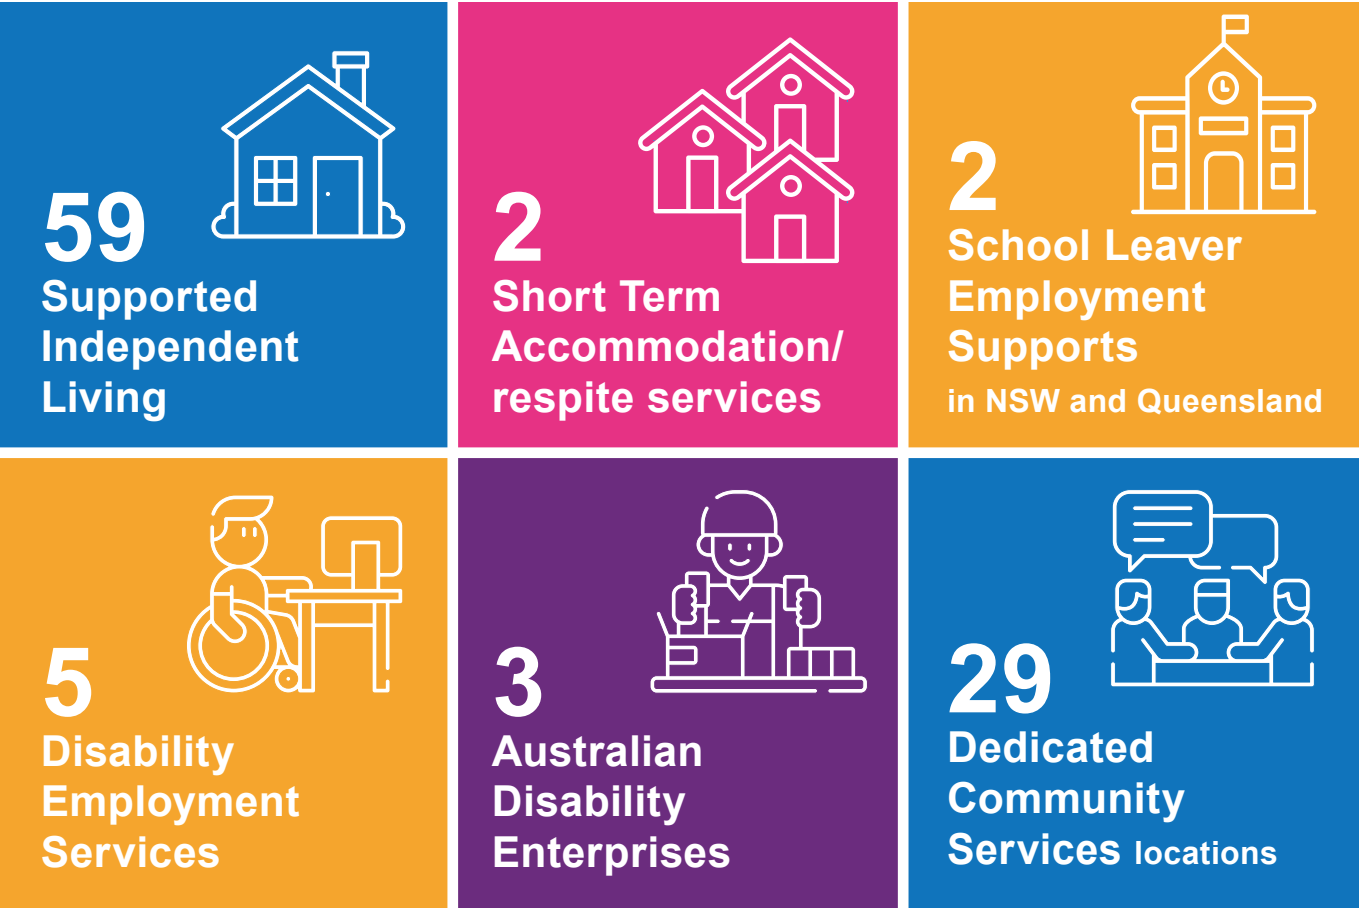 59
Supported
Independent
Living
2
Short Term
Accommodation/
respite services
2
School Leaver
Employment
Supports
in NSW and Queensland
5
Disability
Employment
Services
3
Australian
Disability
Enterprises
29
Dedicated
Community
Services locations